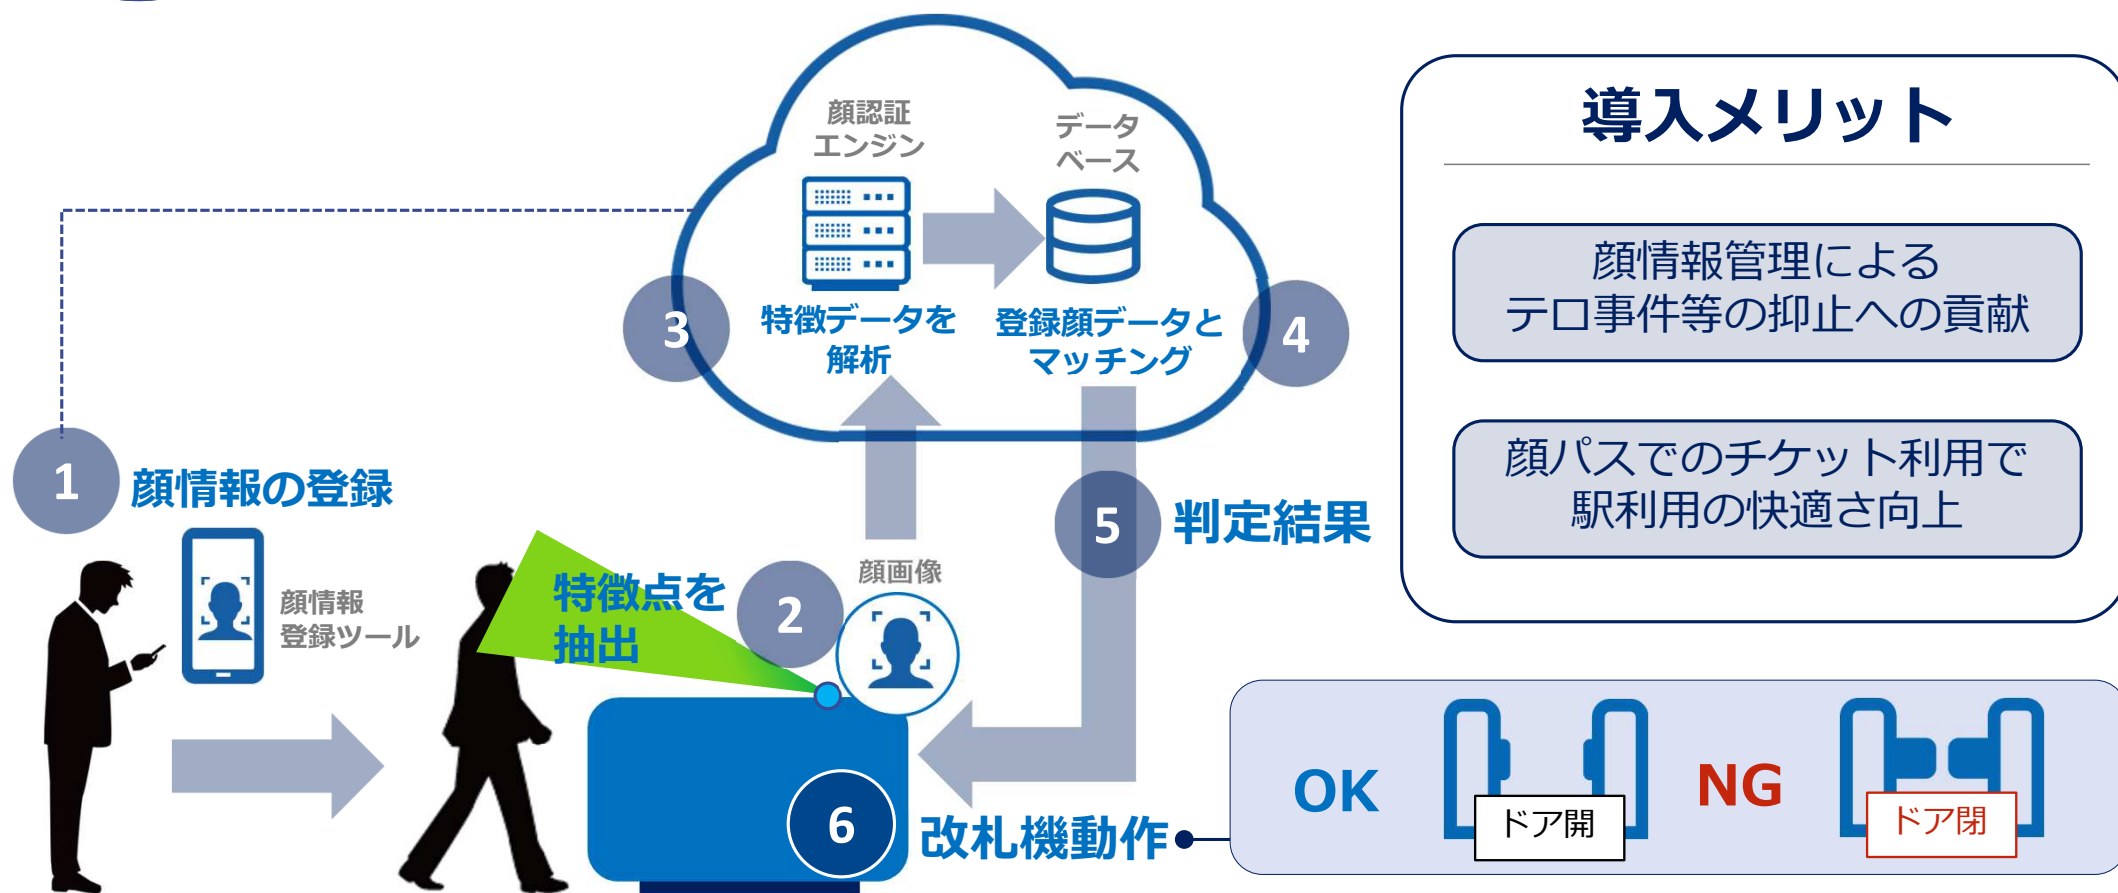 顔認証
エンジン
データ
ベース
3
特徴データを
解析
登録顔データと
マッチング
4
1
顔情報の登録
顔情報
登録ツール
特徴点を
抽出
2
顔画像
5
判定結果
6
改札機動作
導入メリット
顔情報管理による
テロ事件等の抑止への貢献
顔パスでのチケット利用で
駅利用の快適さ向上
OK
ドア開
NG
ドア閉